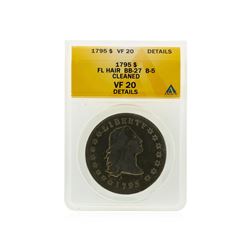 1795 $ VF 20 DETAILS
1795 $
FL HAIR BB-27 B-5
CLEANED
VF 20
DETAILS
LIBERTY
1795